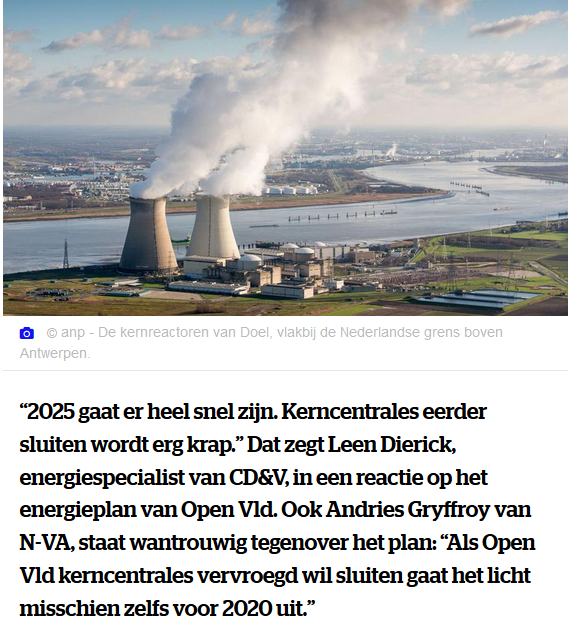 © anp - De kernreactoren van Doel, vlakbij de Nederlandse grens boven
Antwerpen.
“2025 gaat er heel snel zijn. Kerncentrales eerder
sluiten wordt erg krap.” Dat zegt Leen Dierick,
energiespecialist van CD&V, in een reactie op het
energieplan van Open Vld. Ook Andries Gryffroy van
N-VA, staat wantrouwig tegenover het plan: “Als Open
Vld kerncentrales vervroegd wil sluiten gaat het licht
misschien zelfs voor 2020 uit.”